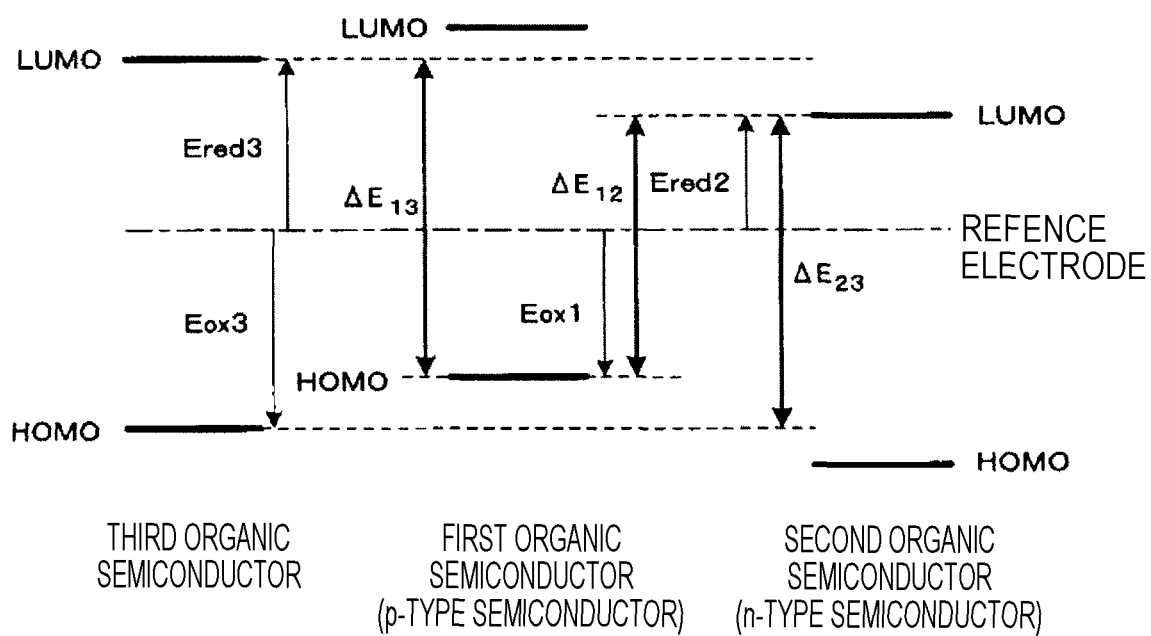 LUMO
LUMO
LUMO
Ered3
ΔE13
ΔE12
Ered2
REFENCE
ELECTRODE
ΔE23
Eox3
Eox1
HOMO
HOMO
HOMO
THIRD ORGANIC
SEMICONDUCTOR
FIRST ORGANIC
SEMICONDUCTOR
(p-TYPE SEMICONDUCTOR)
SECOND ORGANIC
SEMICONDUCTOR
(n-TYPE SEMICONDUCTOR)